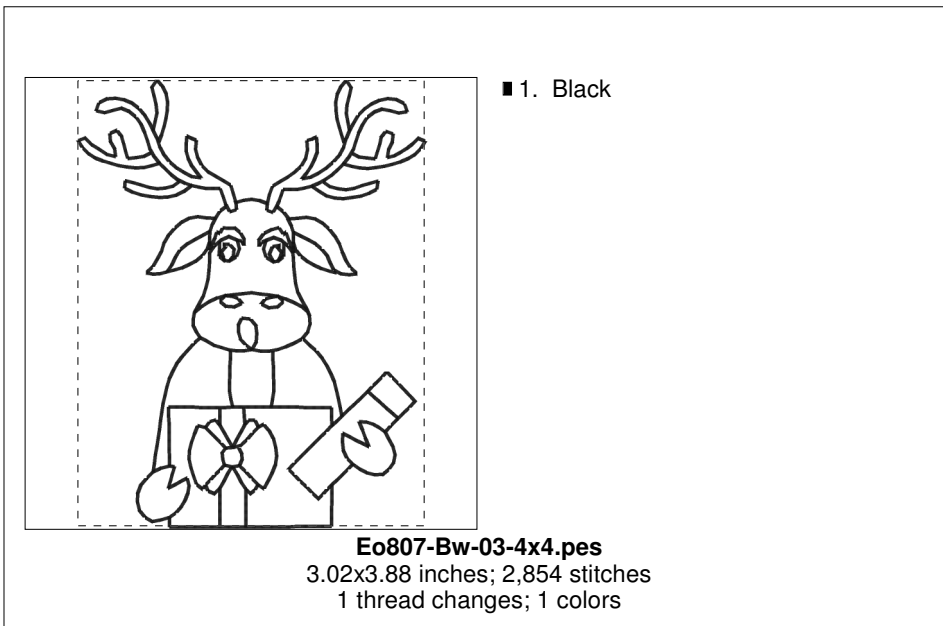 1. Black
Eo807-Bw-03-4x4.pes
3.02x3.88 inches; 2,854 stitches
1 thread changes; 1 colors